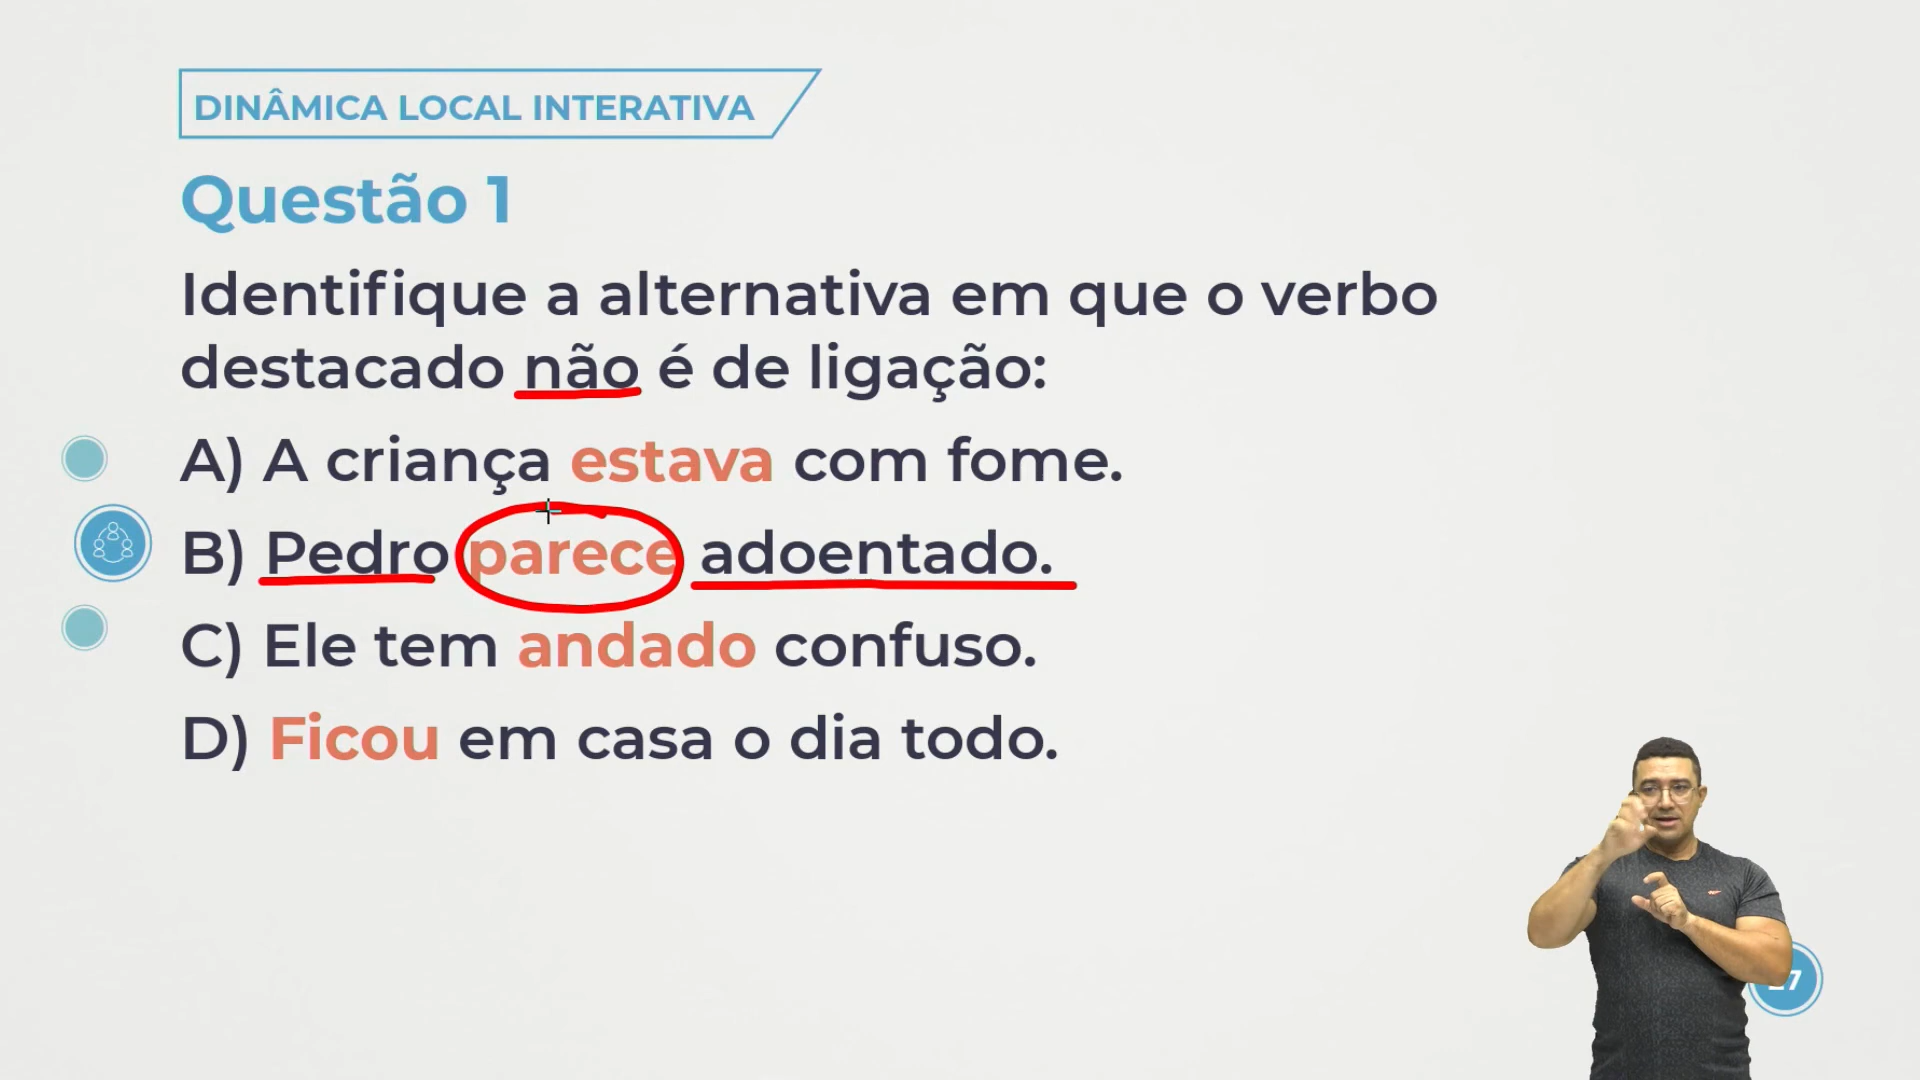 DINÂMICA LOCAL INTERATIVA
Questão 1
Identifique a alternativa em que o verbo
destacado não é de ligação:
A) A criança estava com fome.
B) Pedro parece adoentado.
C) Ele tem andado confuso.
D) Ficou em casa o dia todo.